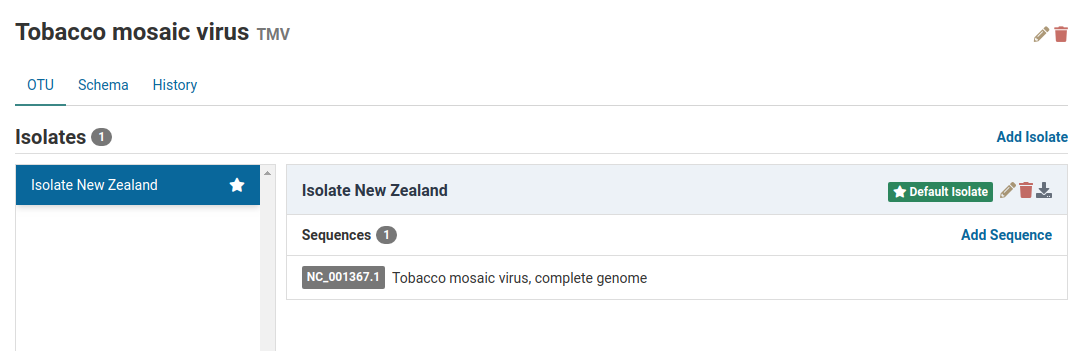 Tobacco mosaic virus TMV
OTU Schema History
Isolates 1 Add Isolate
Isolate New Zealand
Isolate New Zealand Default Isolate
Sequences 1 Add Sequence
NC_001367.1 Tobacco mosaic virus, complete genome